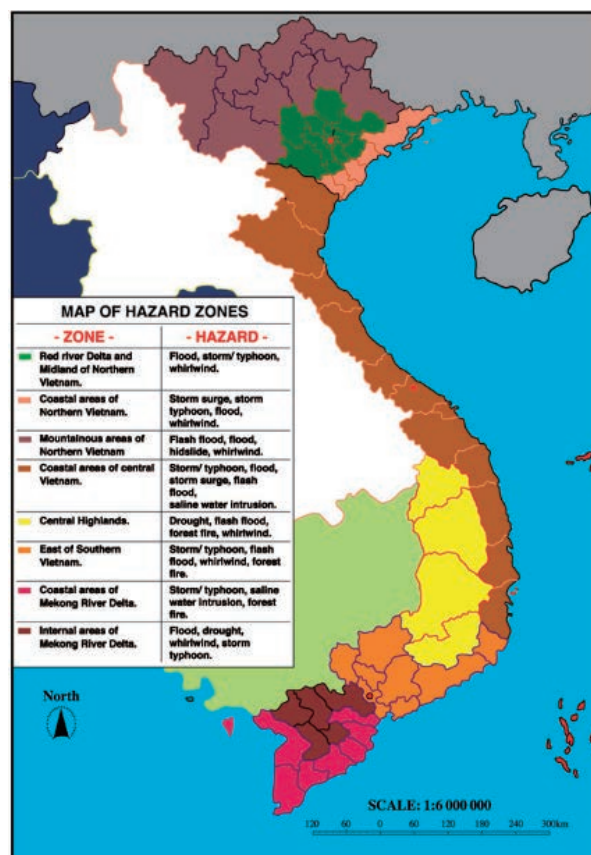 MAP OF HAZARD ZONES
- ZONE - - HAZARD -
Red river Delta and Flood, storm/ typhoon,
Midland of Northern whirlwind.
Vietnam.
Coastal areas of Storm surge, storm
Northern Vietnam. typhoon, flood,
whirlwind.
Mountainous areas of Flash flood, flood,
Northern Vietnam hidslide, whirlwind.
Coastal areas of central Storm/ typhoon, flood,
Vietnam. storm surge, flash
flood,
saline water intrusion.
Central Highlands. Drought, flash flood,
forest fire, whirlwind.
East of Southern Storm/ typhoon, flash
Vietnam. flood, whirlwind, forest
fire.
Coastal areas of Storm/ typhoon, saline
Mekong River Delta. water intrusion, forest
fire.
Internal areas of Flood, drought,
Mekong River Delta. whirlwind, storm
typhoon.
North
SCALE: 1:6 000 000
120 60 0 60 120 180 240 300km